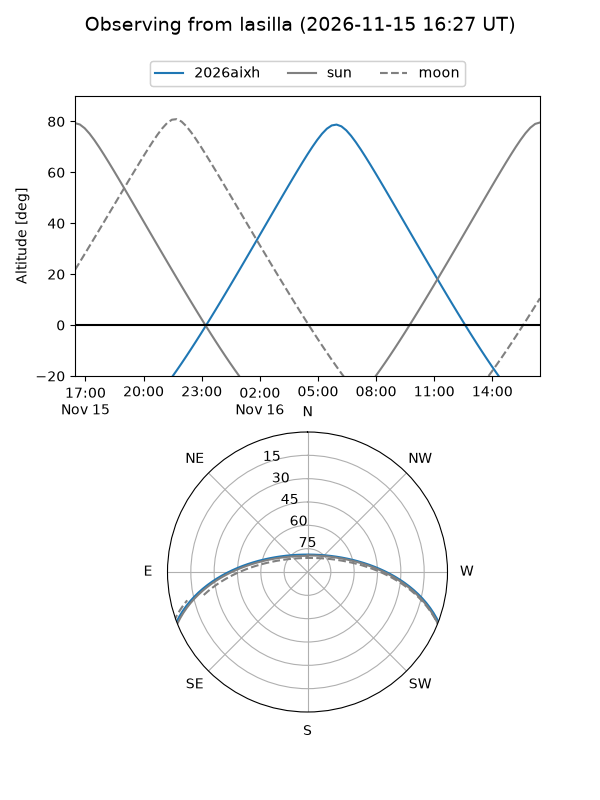 Observing from lasilla (2026-11-15 16:27 UT)
2026aixh sun moon
Altitude [deg]
80
60
40
20
0
−20
17:00 20:00 23:00 02:00 05:00 08:00 11:00 14:00
Nov 15 Nov 16
N
NE NW
15
30
45
60
75
E W
SE SW
S